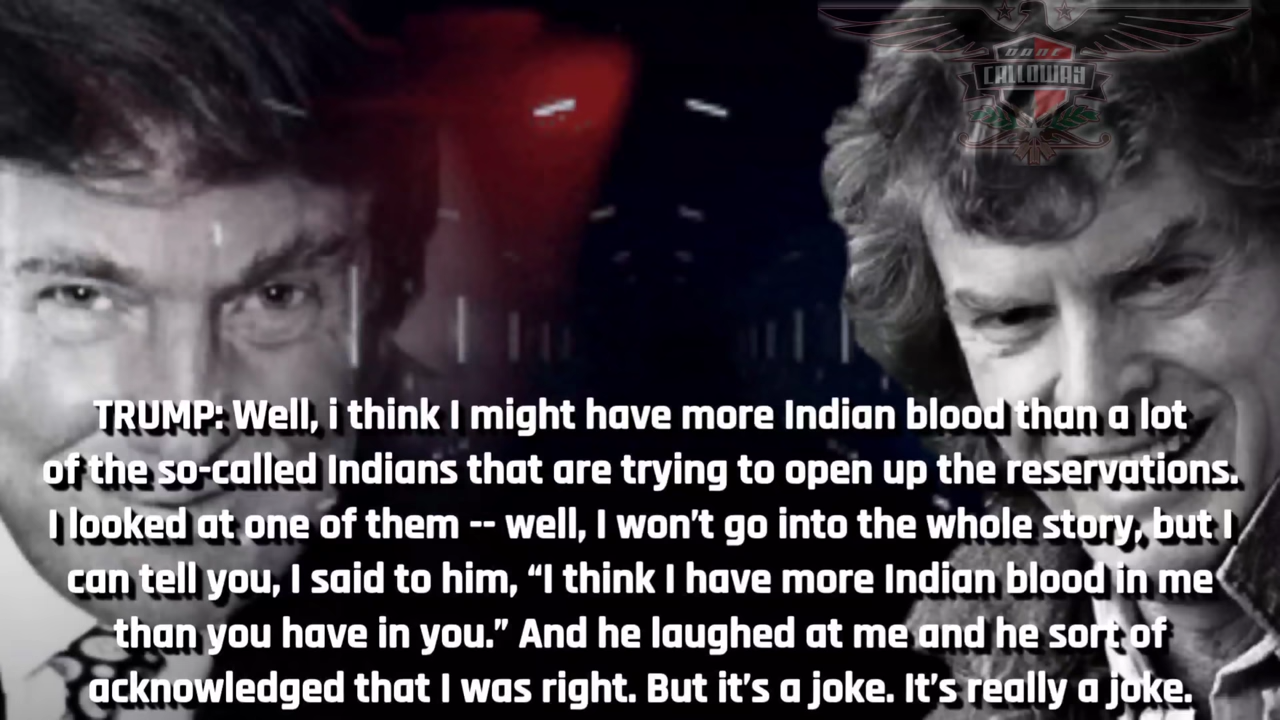 DANE
CALLOWAY
TRUMP: Well, i think I might have more Indian blood than a lot
of the so-called Indians that are trying to open up the reservations.
I looked at one of them -- well, I won't go into the whole story, but I
can tell you, I said to him, “I think I have more Indian blood in me
than you have in you.” And he laughed at me and he sort of
acknowledged that I was right. But it's a joke. It's really a joke.